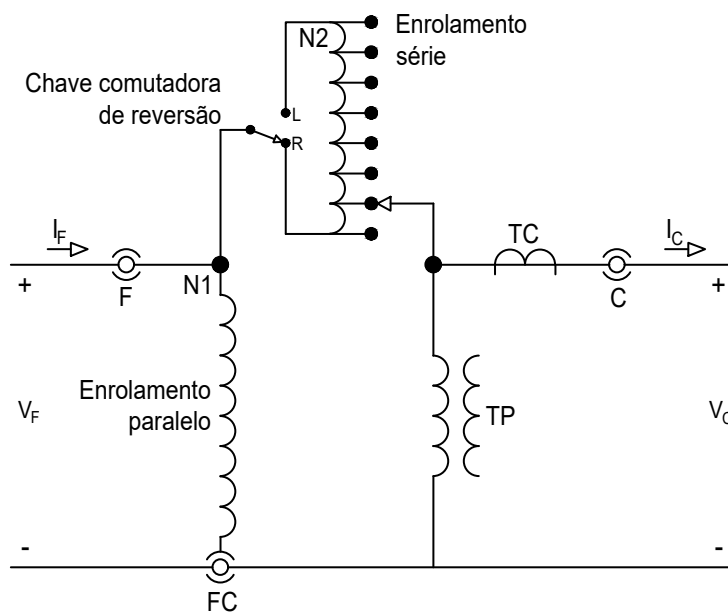 N2
Enrolamento
série
Chave comutadora
de reversão
L
R
I_F
TC
I_C
+
F
N1
C
+
Enrolamento
paralelo
V_F
TP
V_C
-
-
FC